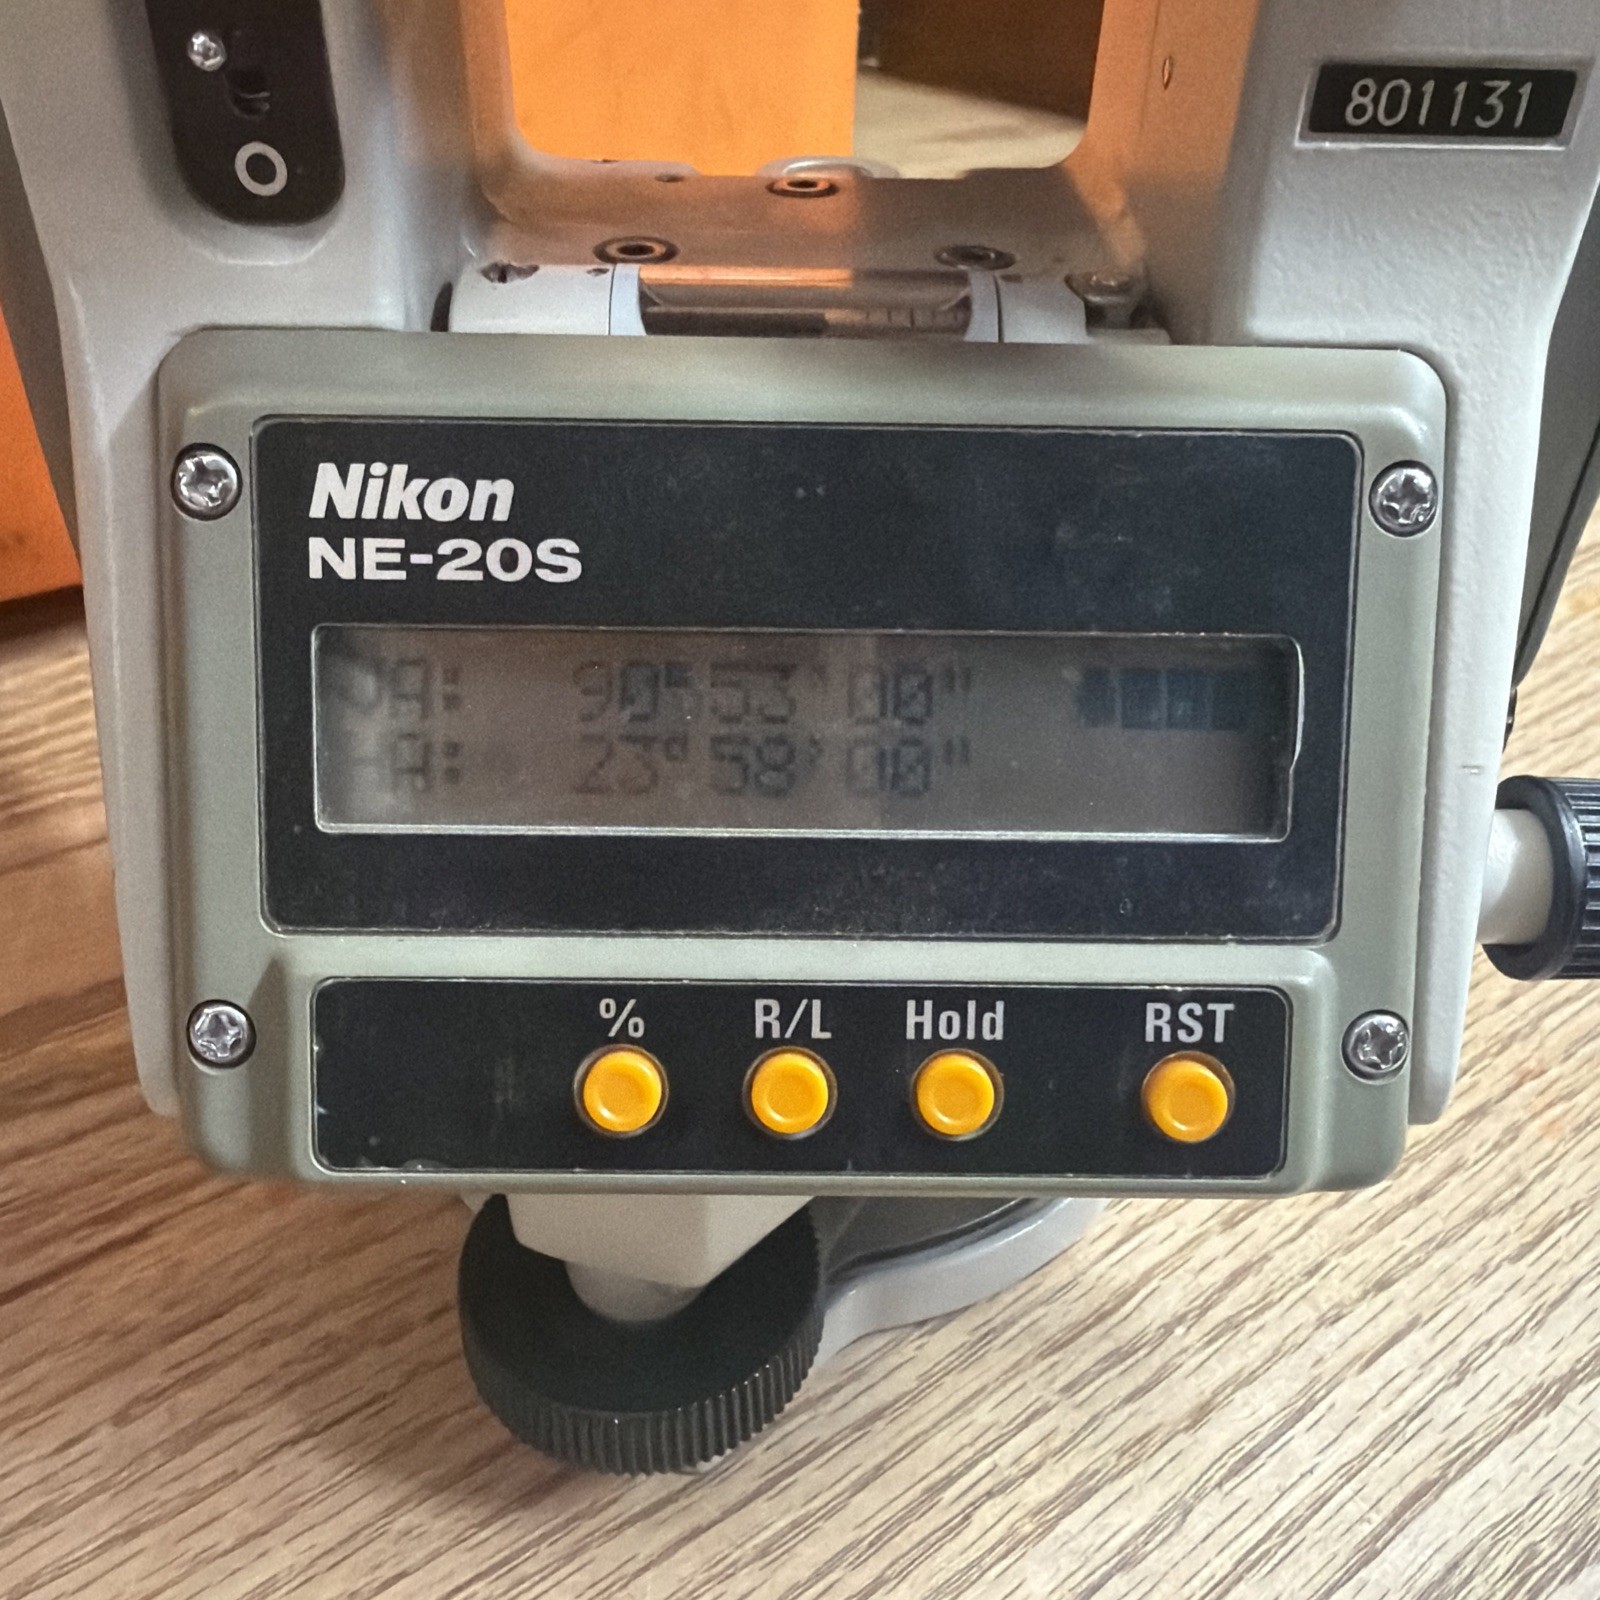 801131
Nikon
NE-20S
VA: 90°53'00"
HA: 23°58'00"
% R/L Hold RST